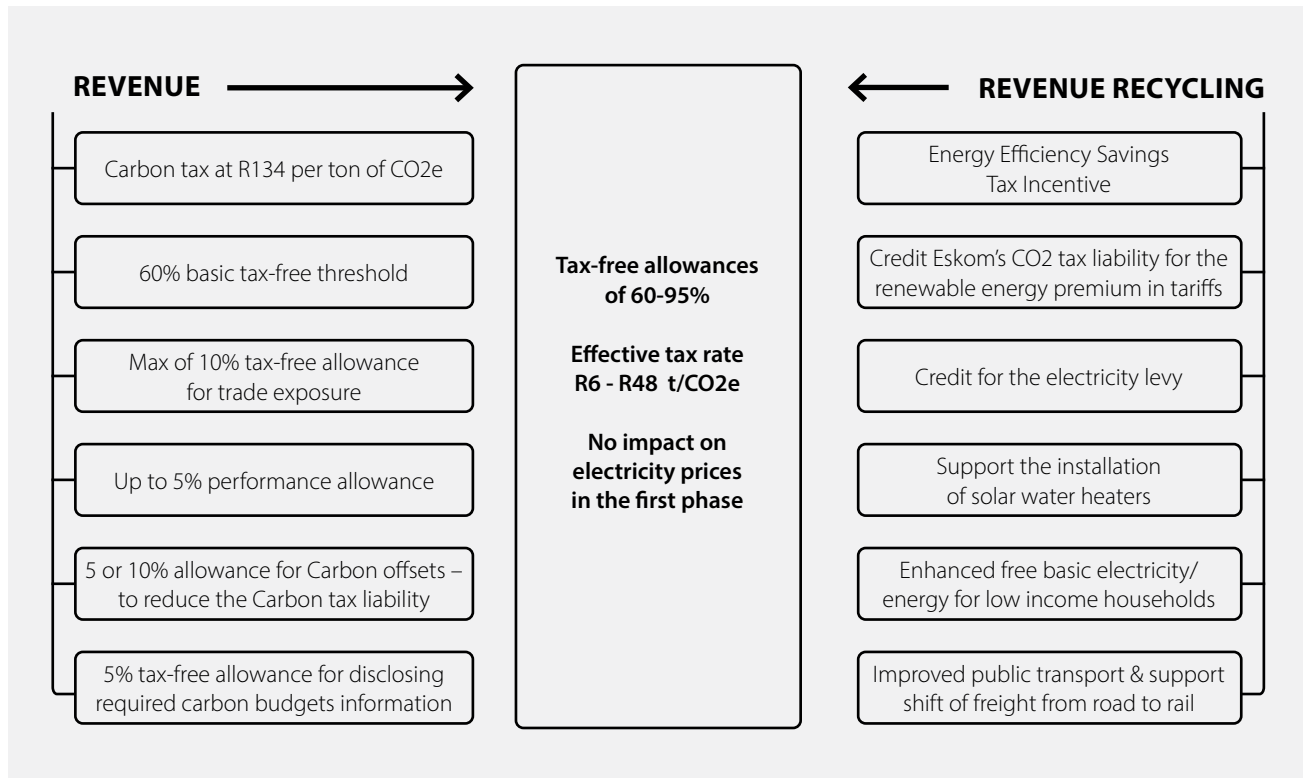 REVENUE
Carbon tax at R134 per ton of CO2e
60% basic tax-free threshold
Max of 10% tax-free allowance
for trade exposure
Up to 5% performance allowance
5 or 10% allowance for Carbon offsets –
to reduce the Carbon tax liability
5% tax-free allowance for disclosing
required carbon budgets information
Tax-free allowances
of 60-95%
Effective tax rate
R6 - R48 t/CO2e
No impact on
electricity prices
in the first phase
REVENUE RECYCLING
Energy Efficiency Savings
Tax Incentive
Credit Eskom's CO2 tax liability for the
renewable energy premium in tariffs
Credit for the electricity levy
Support the installation
of solar water heaters
Enhanced free basic electricity/
energy for low income households
Improved public transport & support
shift of freight from road to rail